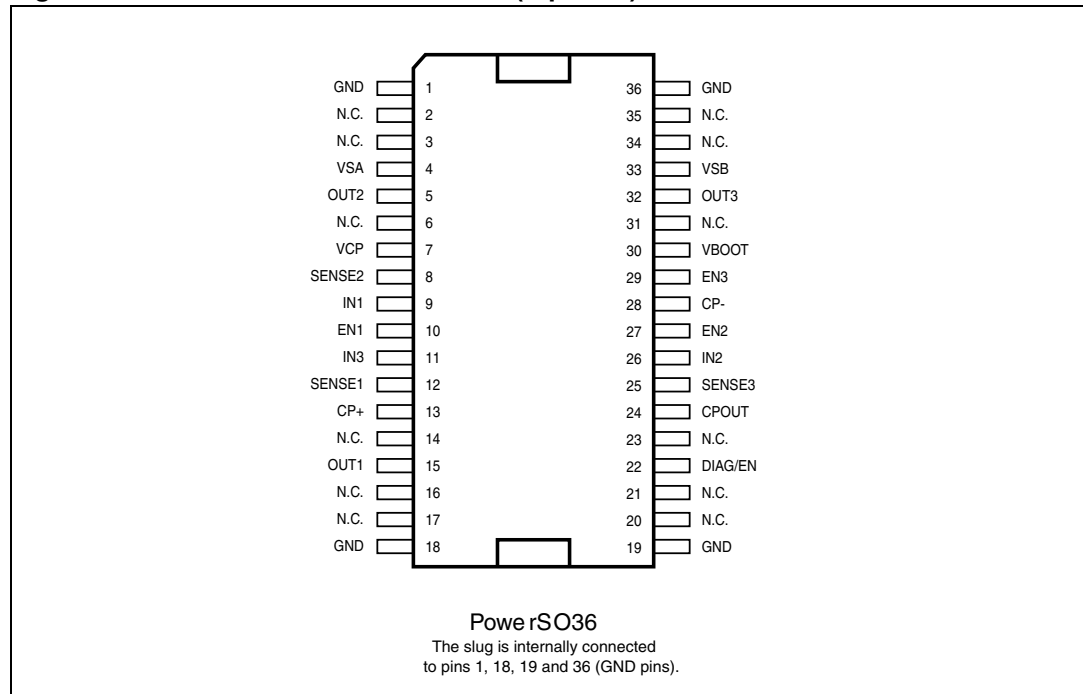 GND 1 36 GND
N.C. 2 35 N.C.
N.C. 3 34 N.C.
VSA 4 33 VSB
OUT2 5 32 OUT3
N.C. 6 31 N.C.
VCP 7 30 VBOOT
SENSE2 8 29 EN3
IN1 9 28 CP-
EN1 10 27 EN2
IN3 11 26 IN2
SENSE1 12 25 SENSE3
CP+ 13 24 CPOUT
N.C. 14 23 N.C.
OUT1 15 22 DIAG/EN
N.C. 16 21 N.C.
N.C. 17 20 N.C.
GND 18 19 GND
PowerSO36
The slug is internally connected
to pins 1, 18, 19 and 36 (GND pins).